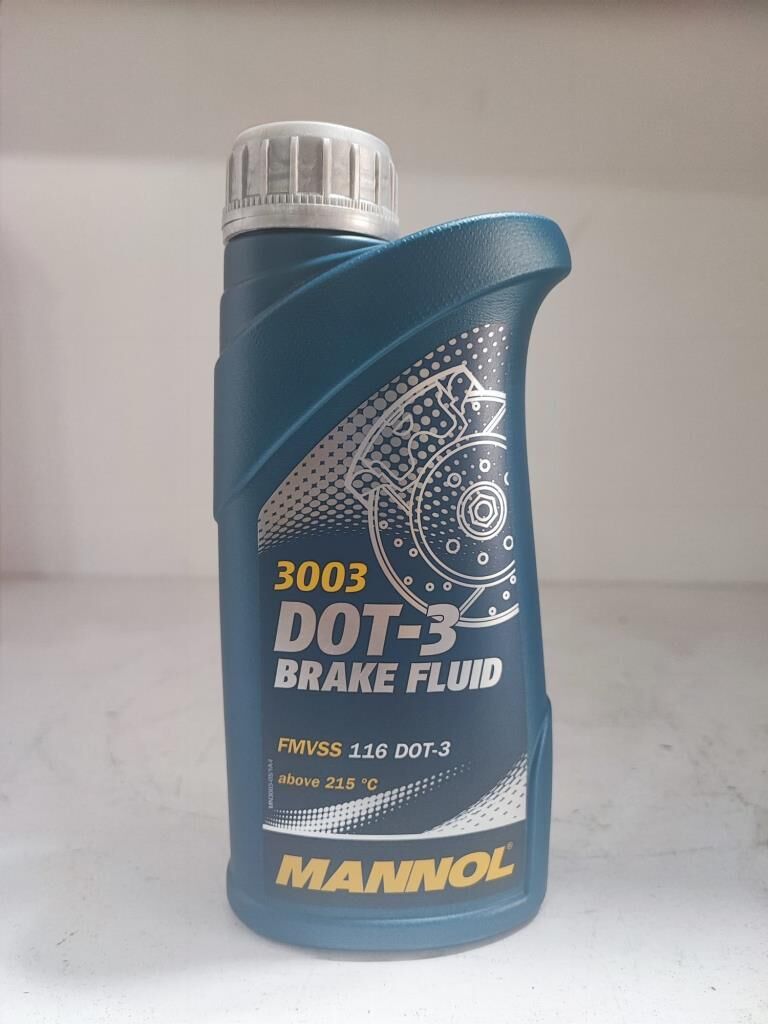 3003
DOT-3
BRAKE FLUID
FMVSS 116 DOT-3
above 215 °C
MANNOL®